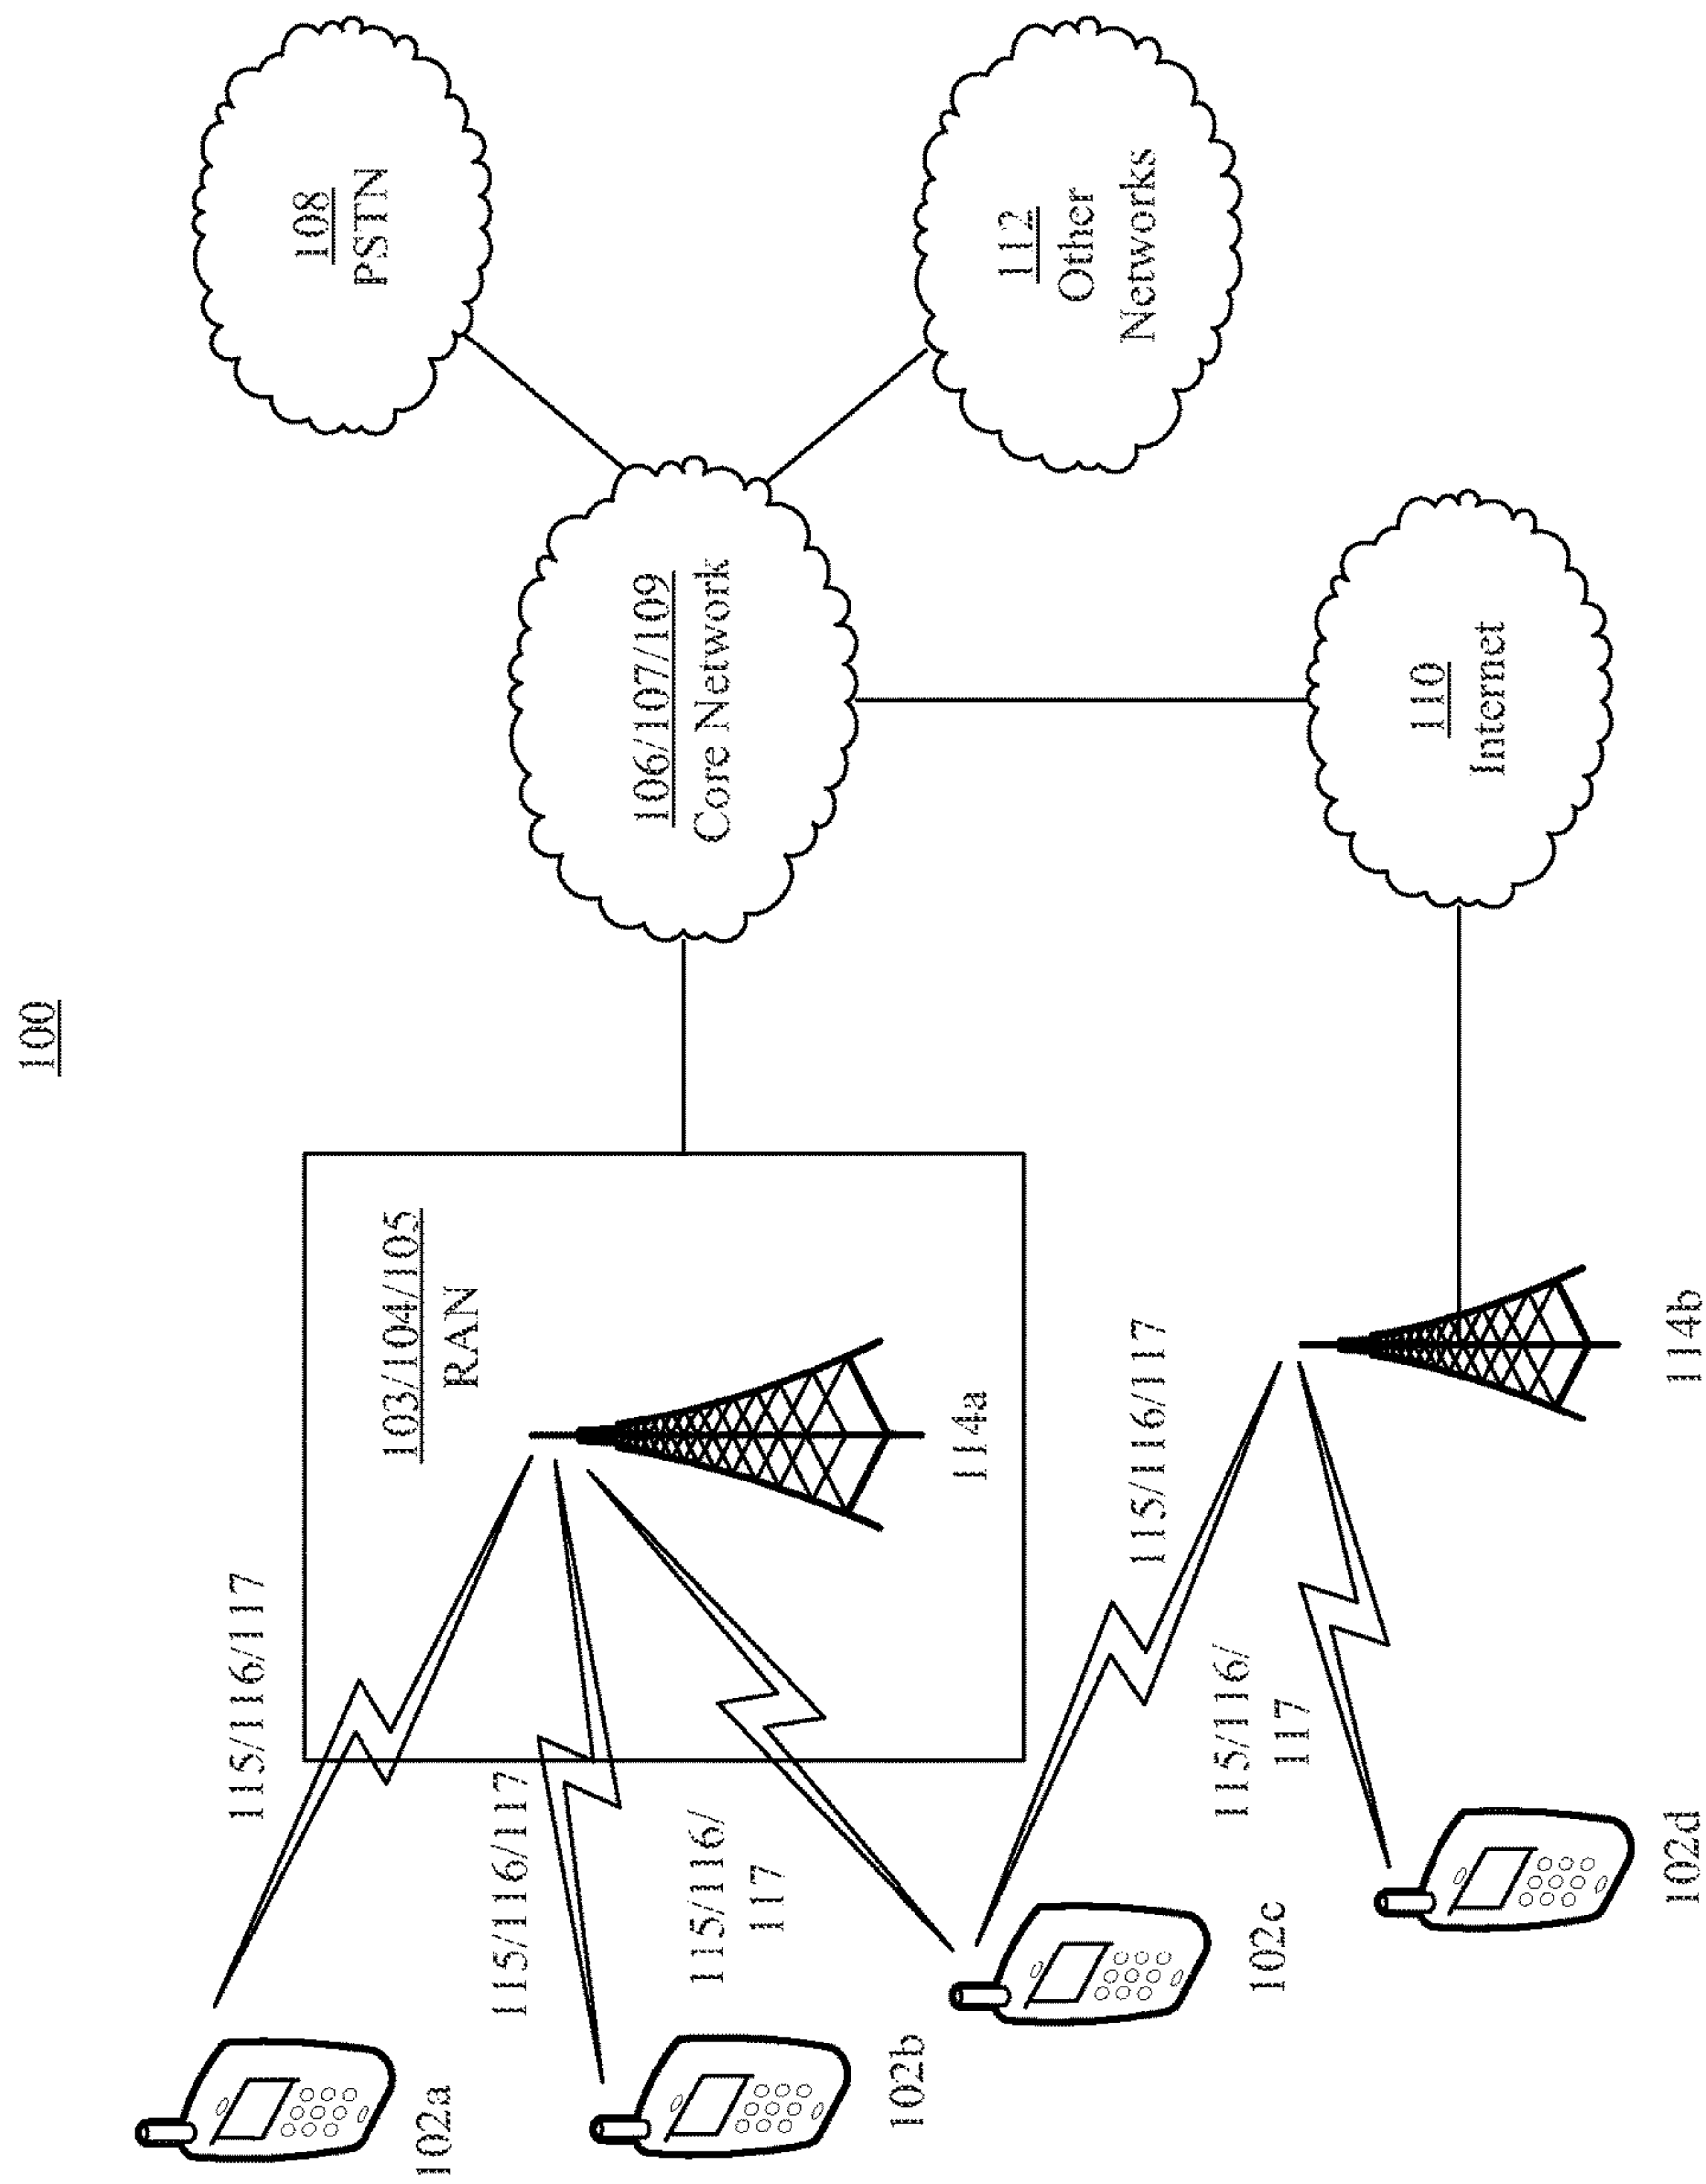 100
102a
115/116/117
103/104/105
RAN
114a
106/107/109
Core Network
108
PSTN
112
Other
Networks
102b
115/116/117
115/116/
117
102c
115/116/117
115/116/
117
102d
114b
110
Internet